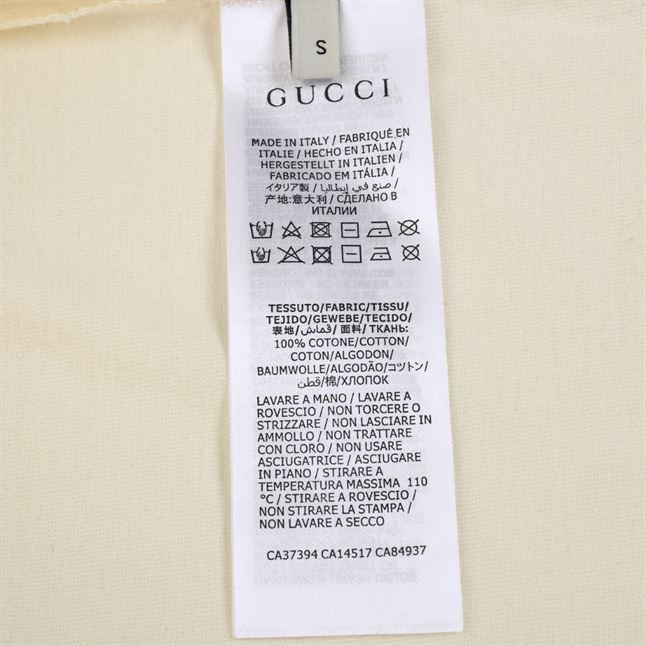 S
GUCCI
MADE IN ITALY / FABRIQUÉ EN
ITALIE / HECHO EN ITALIA /
HERGESTELLT IN ITALIEN /
FABRICADO EM ITÁLIA /
イタリア製 / صنع في إيطاليا /
产地:意大利 / СДЕЛАНО В
ИТАЛИИ
TESSUTO/FABRIC/TISSU/
TEJIDO/GEWEBE/TECIDO/
表地/قماش/面料/ТКАНЬ:
100% COTONE/COTTON/
COTON/ALGODON/
BAUMWOLLE/ALGODÃO/コツトン/
قطن/棉/ХЛОПОК
LAVARE A MANO / LAVARE A
ROVESCIO / NON TORCERE O
STRIZZARE / NON LASCIARE IN
AMMOLLO / NON TRATTARE
CON CLORO / NON USARE
ASCIUGATRICE / ASCIUGARE
IN PIANO / STIRARE A
TEMPERATURA MASSIMA 110
°C / STIRARE A ROVESCIO /
NON STIRARE LA STAMPA /
NON LAVARE A SECCO
CA37394 CA14517 CA84937